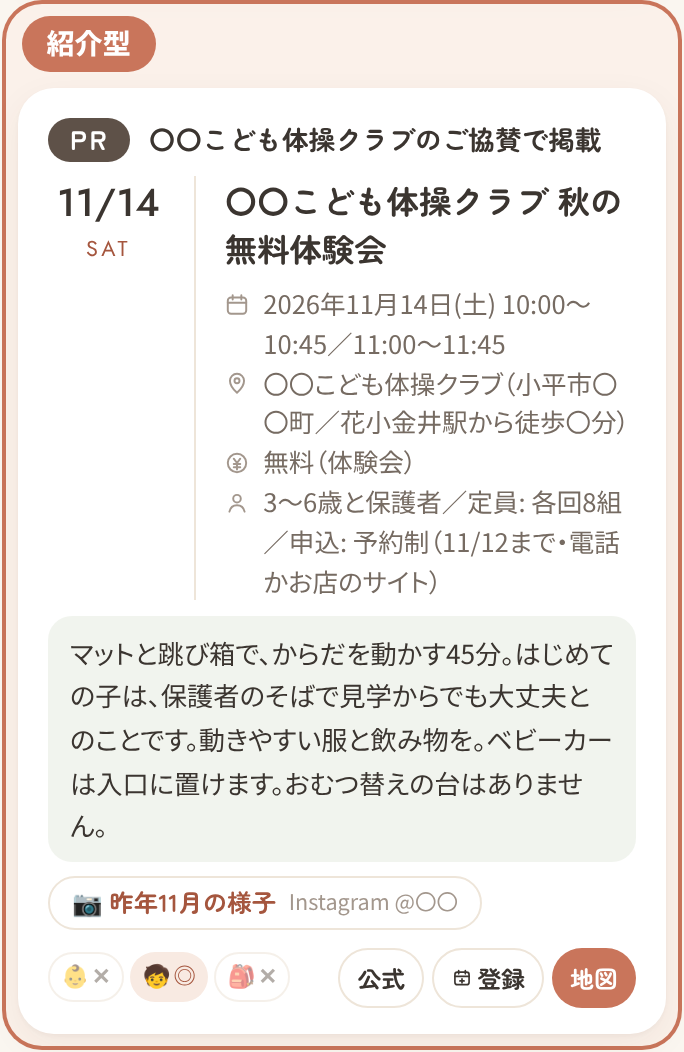 紹介型
PR 〇〇こども体操クラブのご協賛で掲載
11/14
SAT
〇〇こども体操クラブ 秋の
無料体験会
2026年11月14日(土) 10:00〜
10:45／11:00〜11:45
〇〇こども体操クラブ（小平市〇
〇町／花小金井駅から徒歩〇分）
無料（体験会）
3〜6歳と保護者／定員: 各回8組
／申込: 予約制（11/12まで・電話
かお店のサイト）
マットと跳び箱で、からだを動かす45分。はじめて
の子は、保護者のそばで見学からでも大丈夫と
のことです。動きやすい服と飲み物を。ベビーカー
は入口に置けます。おむつ替えの台はありませ
ん。
📷 昨年11月の様子 Instagram @〇〇
👶 × 🧒 ◎ 🎒 × 公式 登録 地図